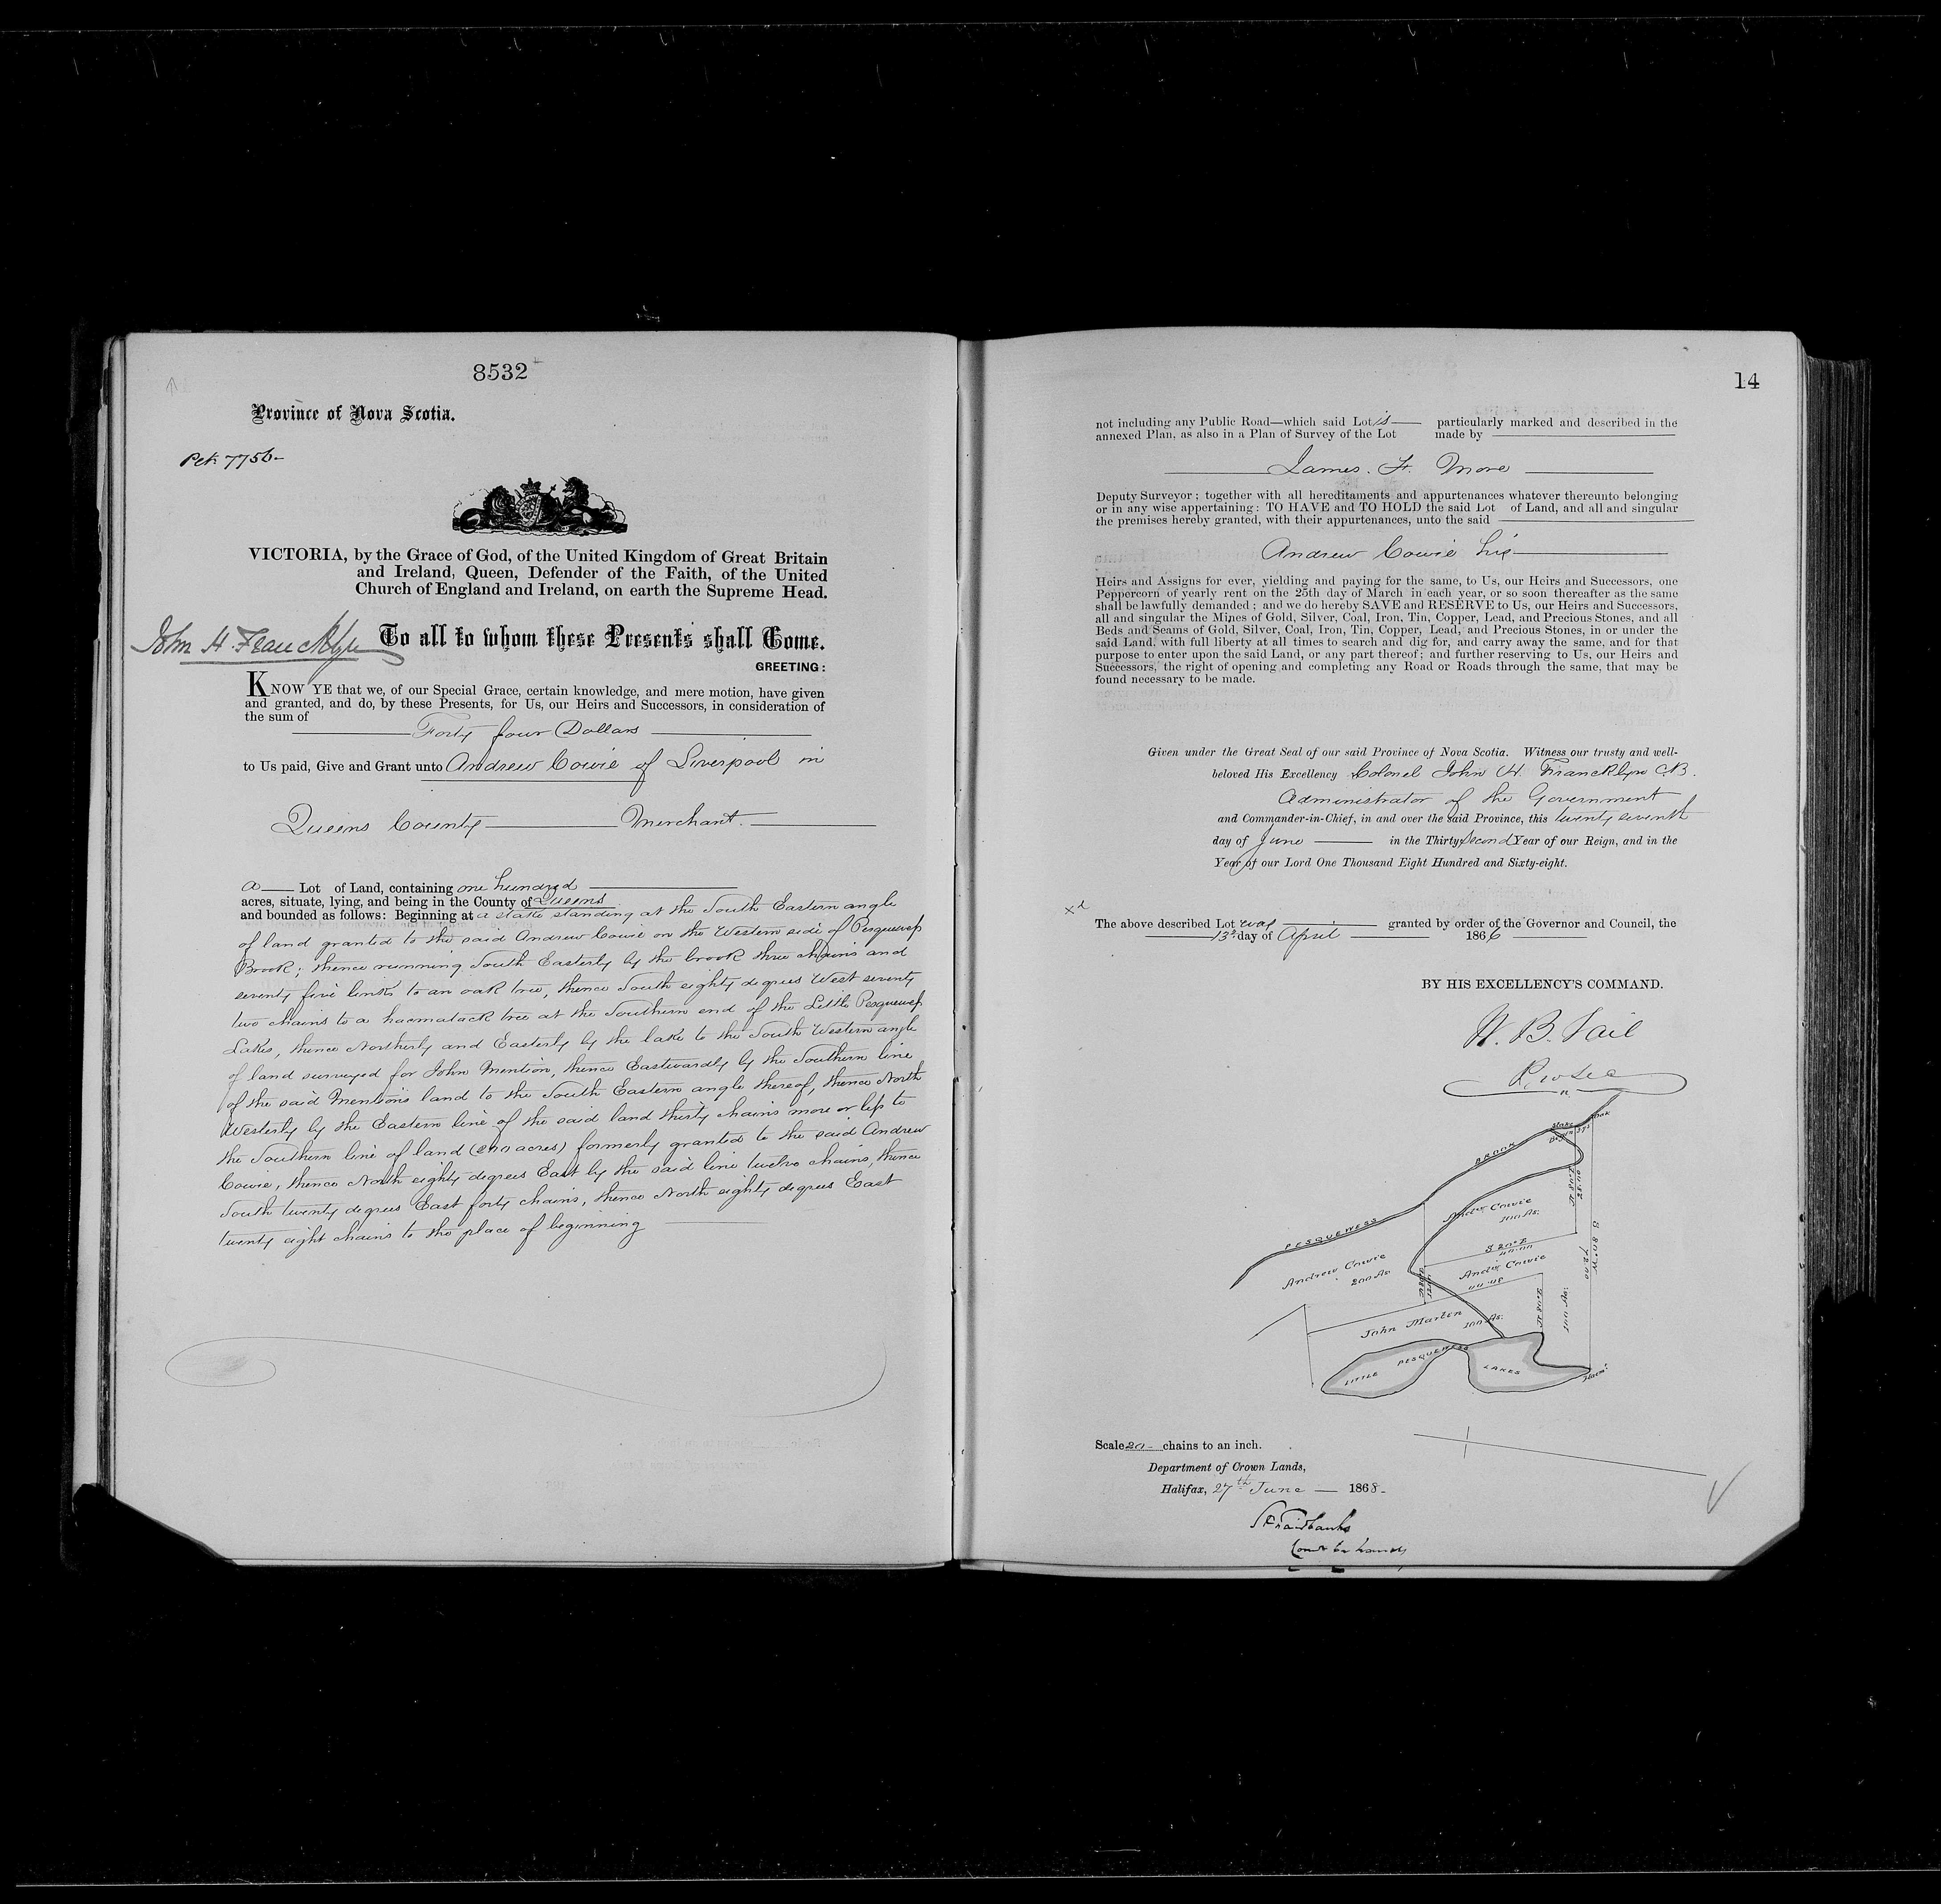 8532
Province of Nova Scotia.
Pet. 7756
VICTORIA, by the Grace of God, of the United Kingdom of Great Britain
and Ireland, Queen, Defender of the Faith, of the United
Church of England and Ireland, on earth the Supreme Head.
John H. Francklyn
To all to whom these Presents shall Come.
GREETING:
KNOW YE that we, of our Special Grace, certain knowledge, and mere motion, have given
and granted, and do, by these Presents, for Us, our Heirs and Successors, in consideration of
the sum of
Forty four Dollars
to Us paid, Give and Grant unto Andrew Cowie of Liverpool in
Queens County Merchant.
a Lot of Land, containing one hundred
acres, situate, lying, and being in the County of Queens
and bounded as follows: Beginning at a stake standing at the South Eastern angle
of land granted to the said Andrew Cowie on the Western side of Pesquewess
Brook; thence running South Easterly by the brook three chains and
seventy five links to an oak tree, thence South eighty degrees West seventy
two chains to a haematack tree at the Southern end of the Little Pesquewess
Lakes, thence Northerly and Easterly by the lake to the South Western angle
of land surveyed for John Mention, thence Eastwardly by the Southern line
of the said Mentions land to the South Eastern angle thereof, thence North
Westerly by the Eastern line of the said land thirty chains more or less to
the Southern line of land (200 acres) formerly granted to the said Andrew
Cowie, thence North eighty degrees East by the said line twelve chains, thence
South twenty degrees East forty chains, thence North eighty degrees East
twenty eight chains to the place of beginning
14
not including any Public Road—which said Lot is particularly marked and described in the
annexed Plan, as also in a Plan of Survey of the Lot made by
James. F. More
Deputy Surveyor; together with all hereditaments and appurtenances whatever thereunto belonging
or in any wise appertaining: TO HAVE and TO HOLD the said Lot of Land, and all and singular
the premises hereby granted, with their appurtenances, unto the said
Andrew Cowie his
Heirs and Assigns for ever, yielding and paying for the same, to Us, our Heirs and Successors, one
Peppercorn of yearly rent on the 25th day of March in each year, or so soon thereafter as the same
shall be lawfully demanded; and we do hereby SAVE and RESERVE to Us, our Heirs and Successors,
all and singular the Mines of Gold, Silver, Coal, Iron, Tin, Copper, Lead, and Precious Stones, and all
Beds and Seams of Gold, Silver, Coal, Iron, Tin, Copper, Lead, and Precious Stones, in or under the
said Land, with full liberty at all times to search and dig for, and carry away the same, and for that
purpose to enter upon the said Land, or any part thereof; and further reserving to Us, our Heirs and
Successors, the right of opening and completing any Road or Roads through the same, that may be
found necessary to be made.
Given under the Great Seal of our said Province of Nova Scotia. Witness our trusty and well-
beloved His Excellency Colonel John H. Francklyn CB.
Administrator of the Government
and Commander-in-Chief, in and over the said Province, this twenty seventh
day of June in the Thirty Second Year of our Reign, and in the
Year of our Lord One Thousand Eight Hundred and Sixty-eight.
The above described Lot was granted by order of the Governor and Council, the
13 day of April 1866
BY HIS EXCELLENCY'S COMMAND.
W. B. Vail
Pro Sec
PESQUEWESS BROOK
Stake
Oak
N 80° E
28.00
Andw Cowie
100 As.
S 20° E
40.00
Andw Cowie
Andrew Cowie
200 As
S 80° W
72.00
100 As.
John Marten
100 As.
LITTLE PESQUEWESS LAKES
Haem.
Scale 20 chains to an inch.
Department of Crown Lands,
Halifax, 27th June 1868.
S P Fairbanks